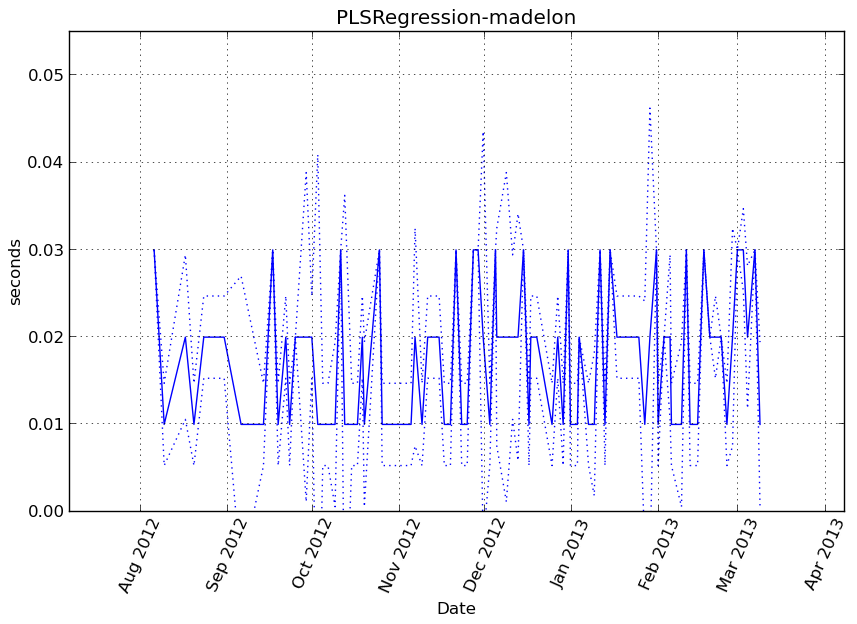 PLSRegression-madelon
0.05
0.04
0.03
0.02
0.01
0.00
seconds
Aug 2012
Sep 2012
Oct 2012
Nov 2012
Dec 2012
Jan 2013
Feb 2013
Mar 2013
Apr 2013
Date